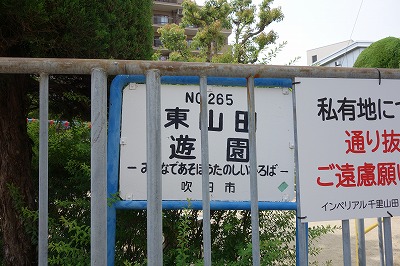 NO265
東山田
遊園
みんなであそぼうたのしいひろば
吹田市
私有地につ
通り抜
ご遠慮願
インペリアル千里山田